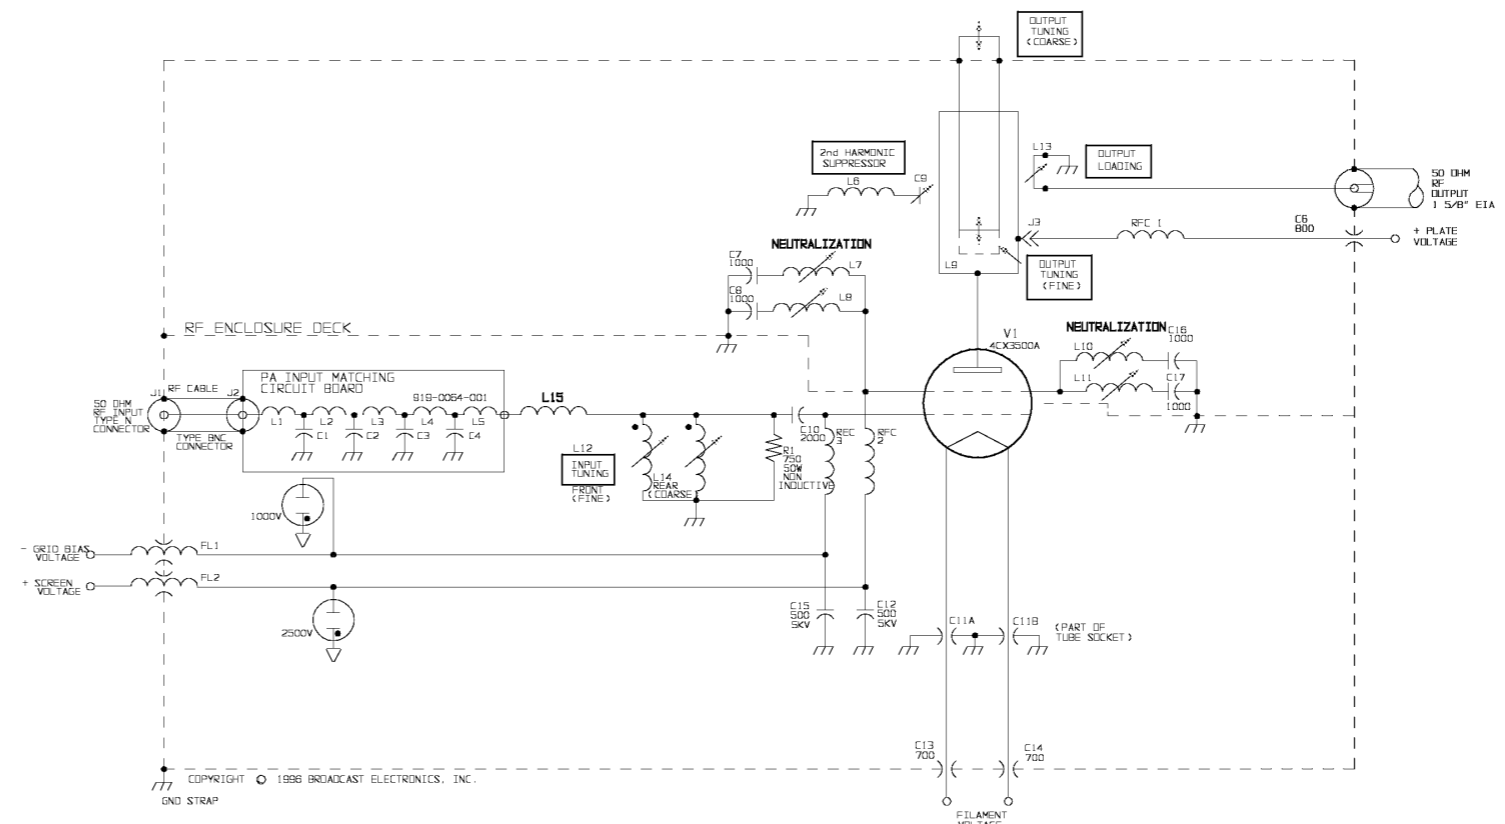 OUTPUT
TUNING
(COARSE)
2nd HARMONIC
SUPPRESSOR
L6
C9
L13
OUTPUT
LOADING
50 OHM
RF
OUTPUT
1 5/8" EIA
J3
RFC 1
C6
800
+ PLATE
VOLTAGE
L9
OUTPUT
TUNING
(FINE)
NEUTRALIZATION
C7
1000
L7
C8
1000
L8
RF ENCLOSURE DECK
V1
4CX3500A
NEUTRALIZATION
C16
1000
L10
L11
C17
1000
PA INPUT MATCHING
CIRCUIT BOARD
919-0064-001
J1
RF CABLE
J2
50 OHM
RF INPUT
TYPE N
CONNECTOR
TYPE BNC
CONNECTOR
L1
L2
L3
L4
L5
C1
C2
C3
C4
L15
L12
INPUT
TUNING
FRONT
(FINE)
L14
REAR
(COARSE)
R1
750
50W
NON
INDUCTIVE
C10
2000
RFC
2
1000V
- GRID BIAS
VOLTAGE
FL1
+ SCREEN
VOLTAGE
FL2
2500V
C15
500
5KV
C12
500
5KV
C11A
C11B
(PART OF
TUBE SOCKET)
C13
700
C14
700
COPYRIGHT © 1996 BROADCAST ELECTRONICS, INC.
GND STRAP
FILAMENT